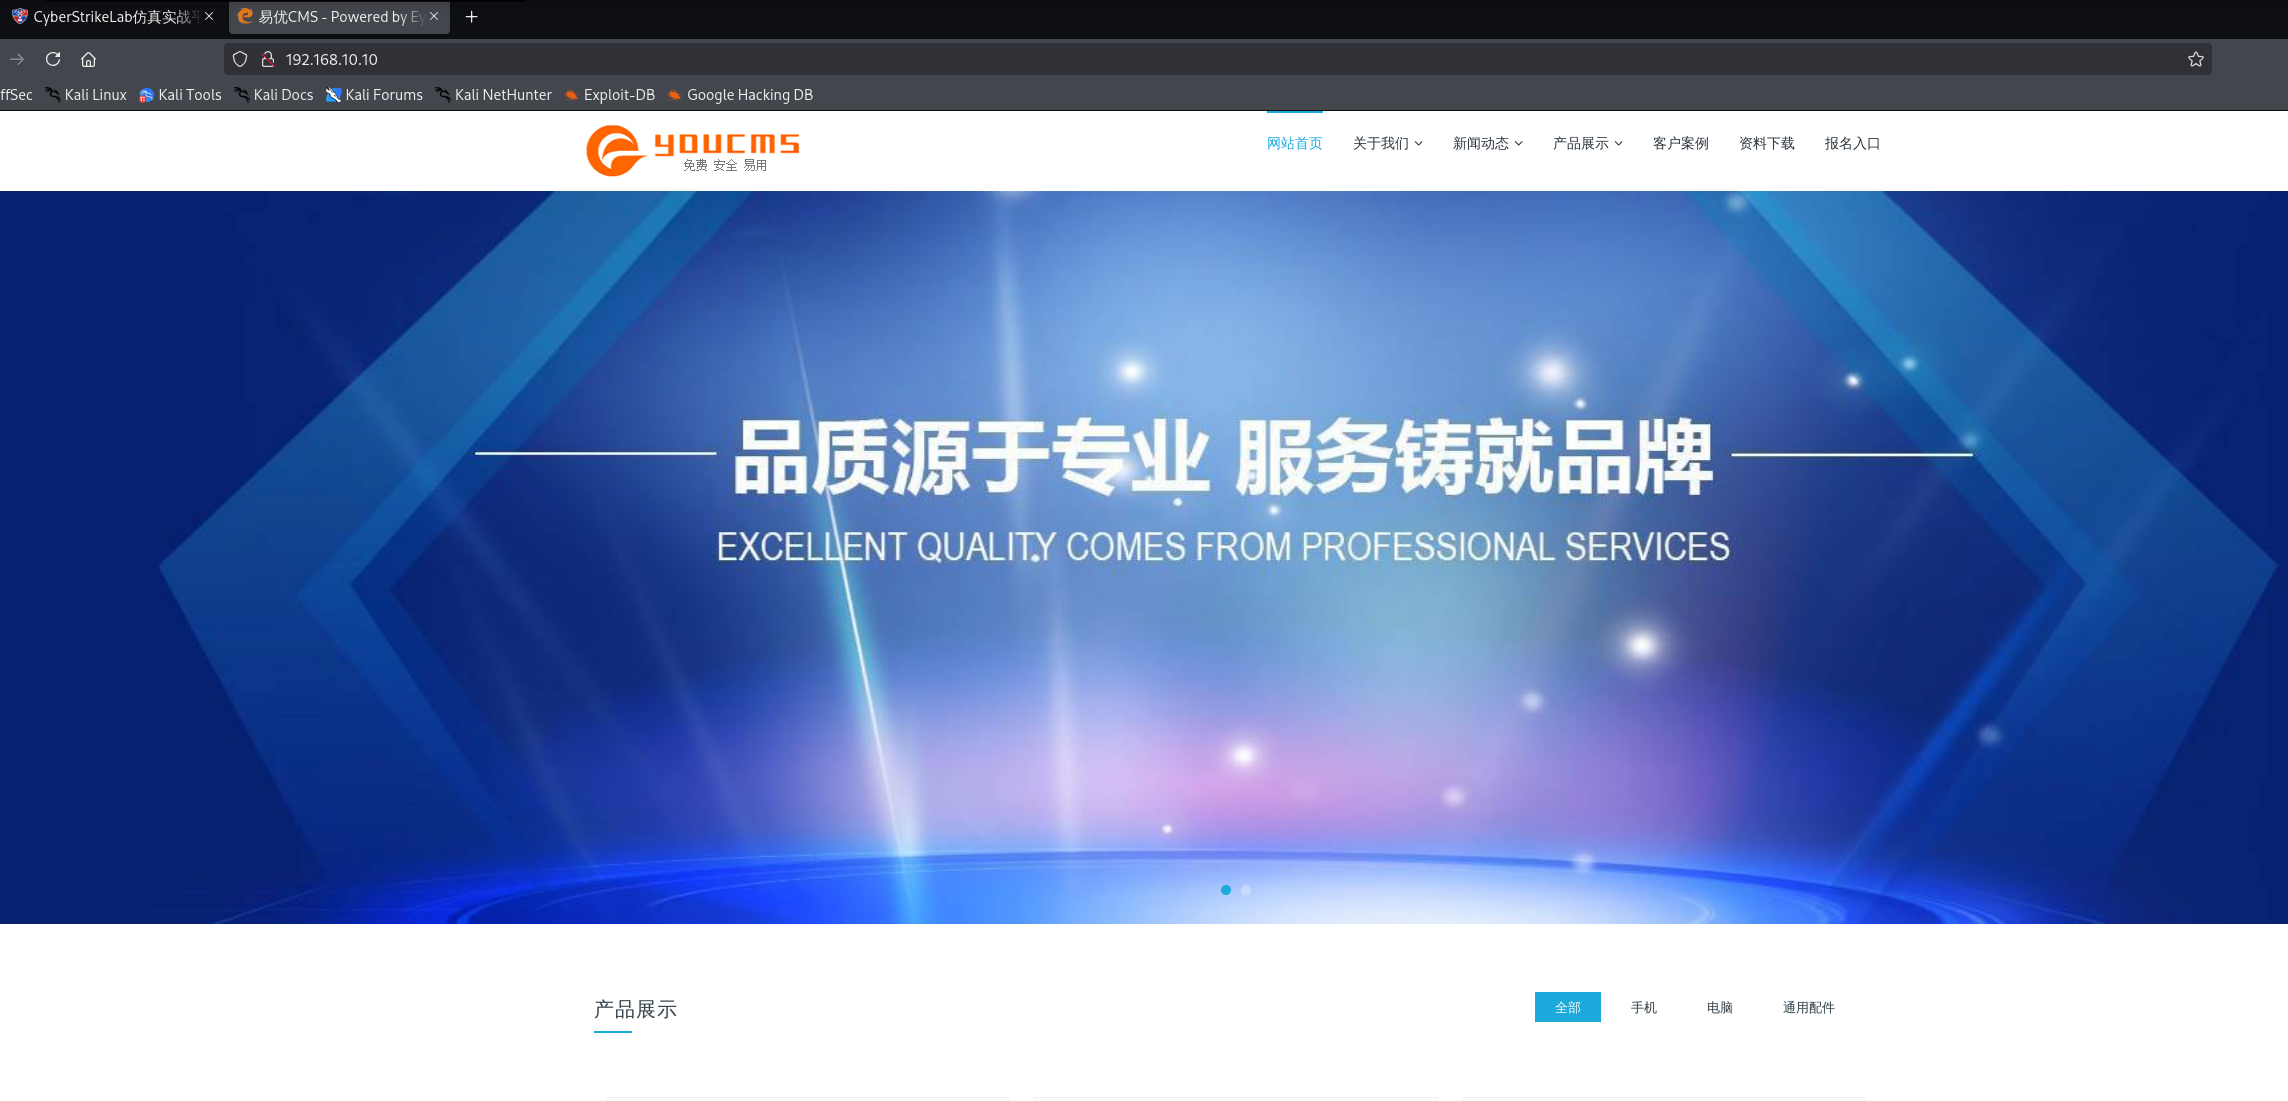 CyberStrikeLab仿真实战
易优CMS - Powered by Ey
192.168.10.10
ffSec Kali Linux Kali Tools Kali Docs Kali Forums Kali NetHunter Exploit-DB Google Hacking DB
youcms
免费 安全 易用
网站首页 关于我们 新闻动态 产品展示 客户案例 资料下载 报名入口
品质源于专业 服务铸就品牌
EXCELLENT QUALITY COMES FROM PROFESSIONAL SERVICES
产品展示
全部 手机 电脑 通用配件